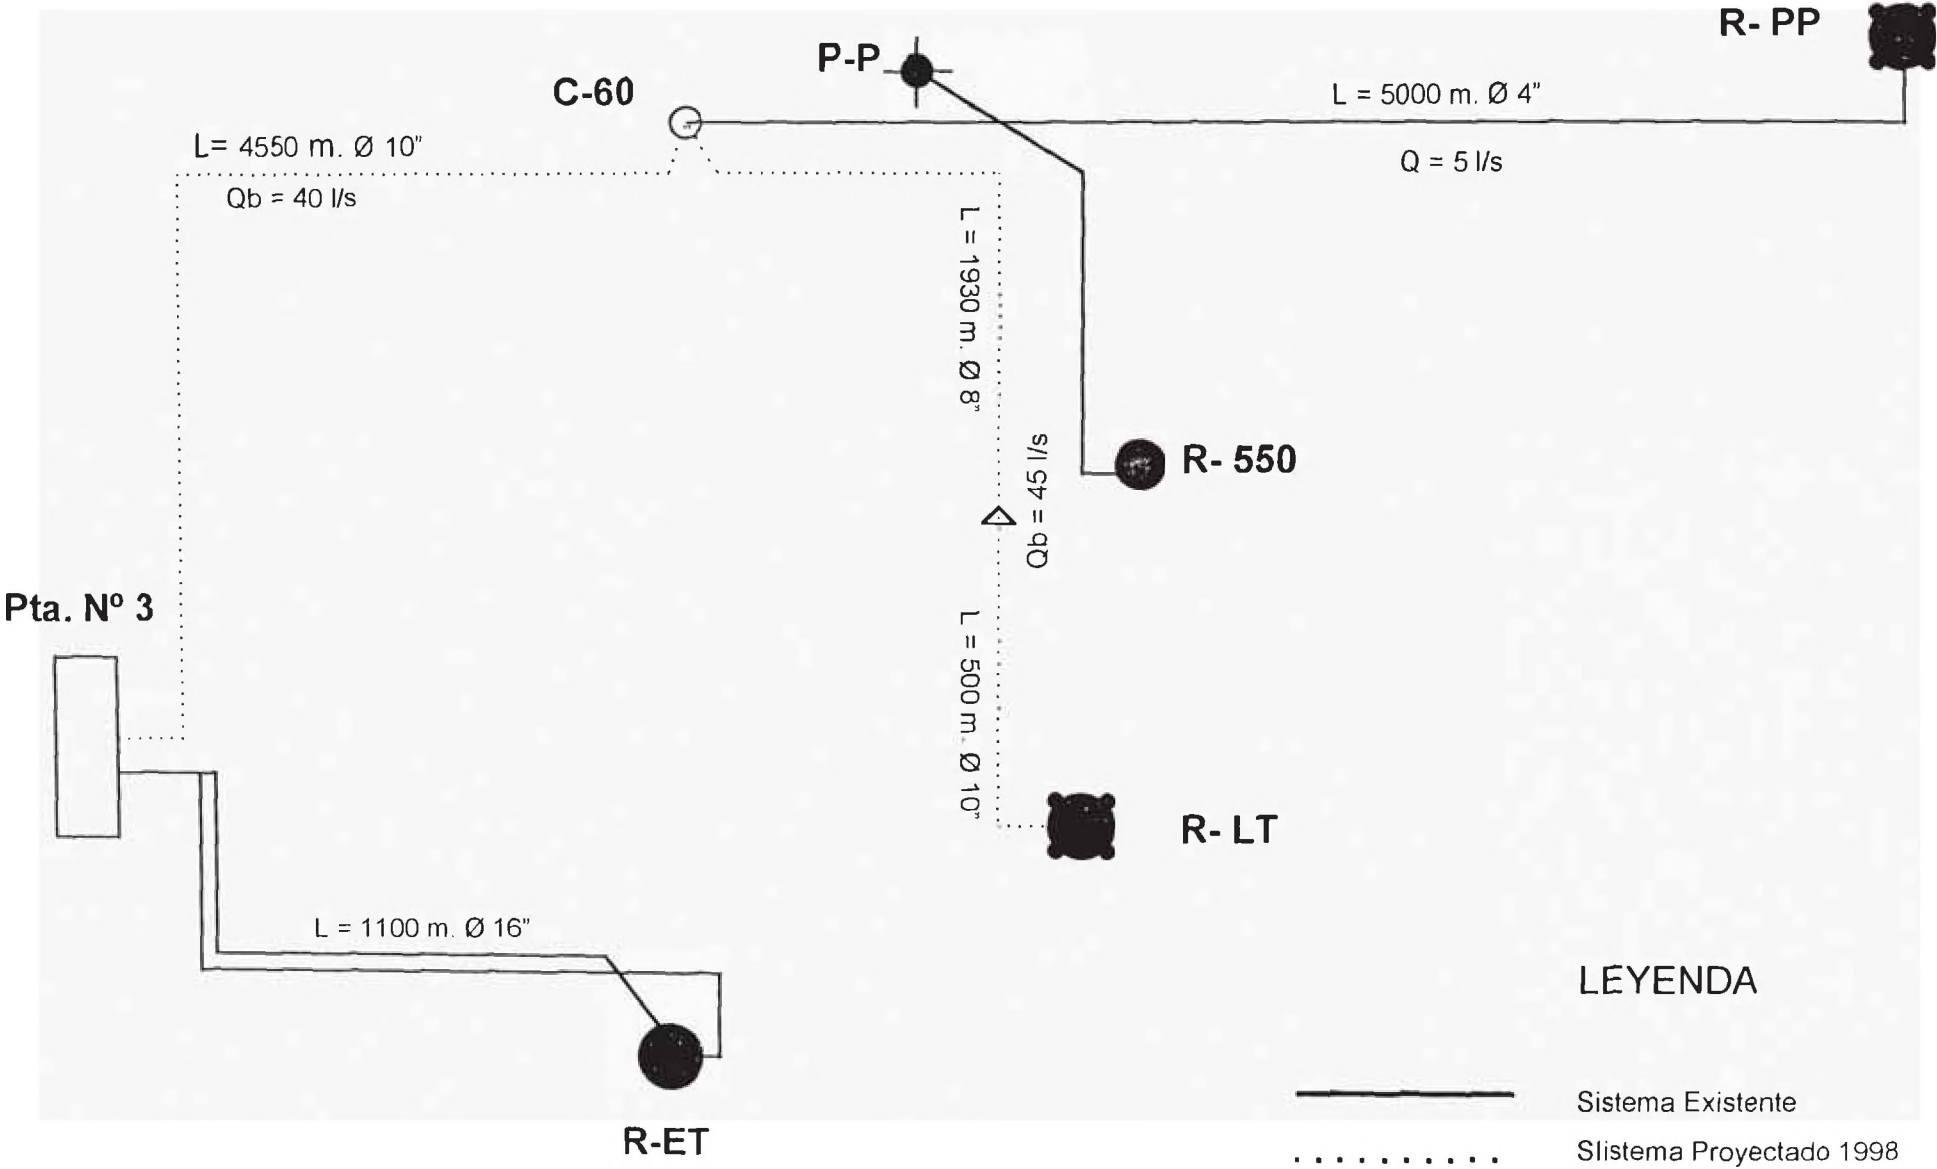 R- PP
P-P
C-60
L = 5000 m. Ø 4”
L= 4550 m. Ø 10”
Q = 5 l/s
Qb = 40 l/s
L = 1930 m. Ø 8”
Qb = 45 l/s
R- 550
Pta. Nº 3
L = 500 m. Ø 10”
R- LT
L = 1100 m. Ø 16”
LEYENDA
Sistema Existente
R-ET
SIistema Proyectado 1998